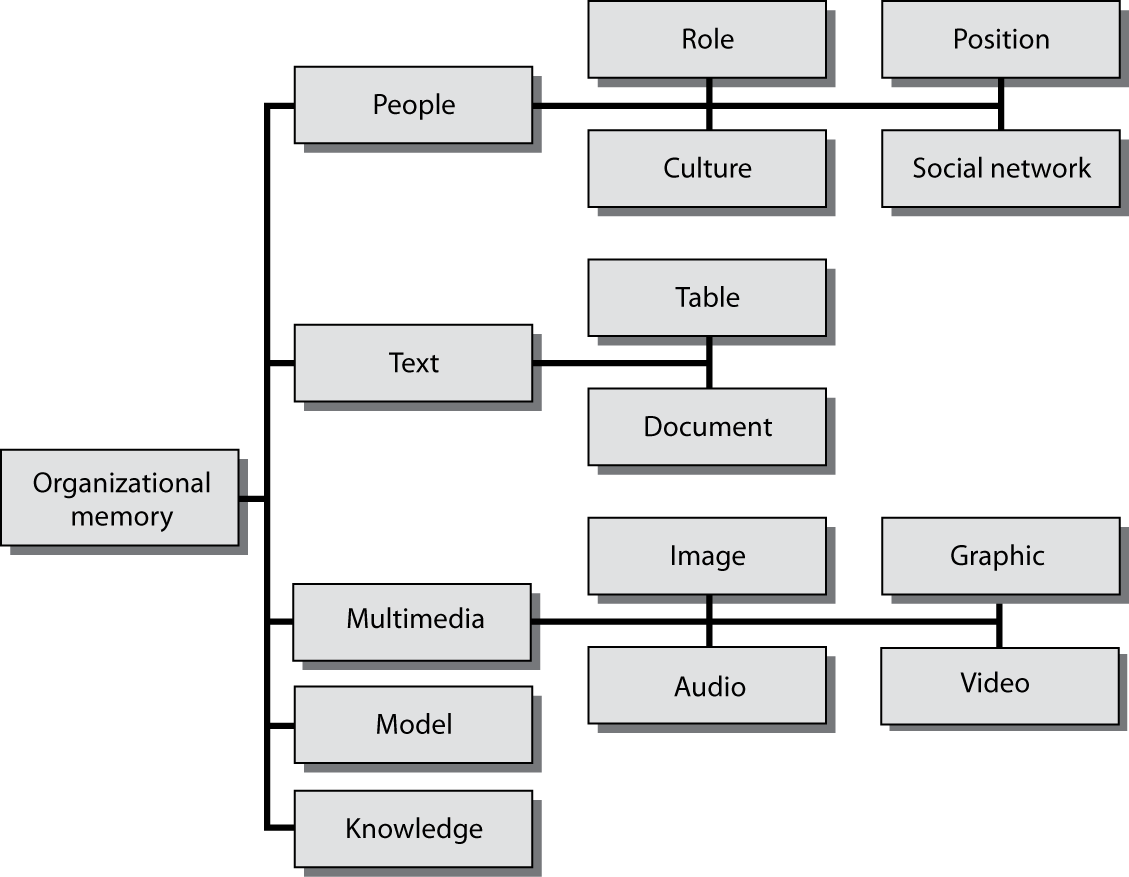 Role
Position
People
Culture
Social network
Table
Text
Document
Organizational
memory
Image
Graphic
Multimedia
Audio
Video
Model
Knowledge